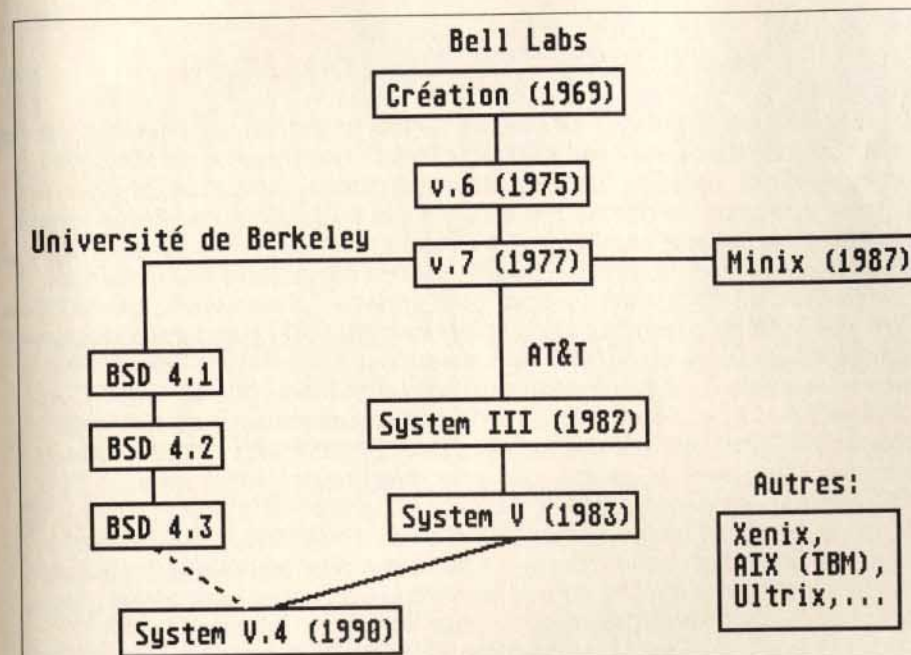 Bell Labs
Création (1969)
v.6 (1975)
Université de Berkeley
v.7 (1977)
Minix (1987)
AT&T
BSD 4.1
System III (1982)
BSD 4.2
System V (1983)
BSD 4.3
Autres:
Xenix,
AIX (IBM),
Ultrix,...
System V.4 (1990)